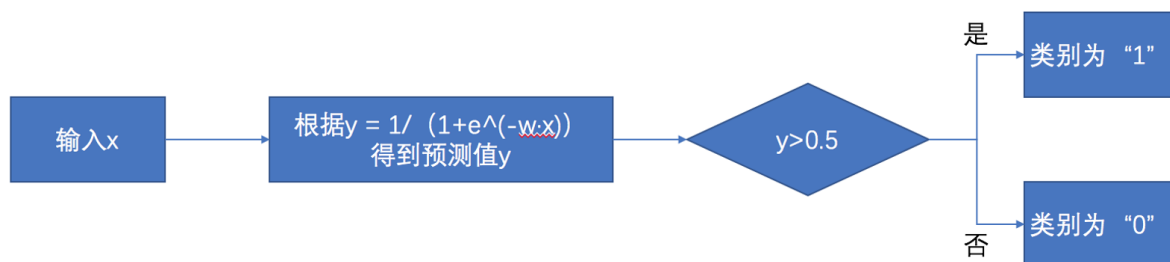 输入x
根据y = 1/（1+e^(-w·x)）
得到预测值y
y>0.5
是
类别为 “1”
否
类别为 “0”